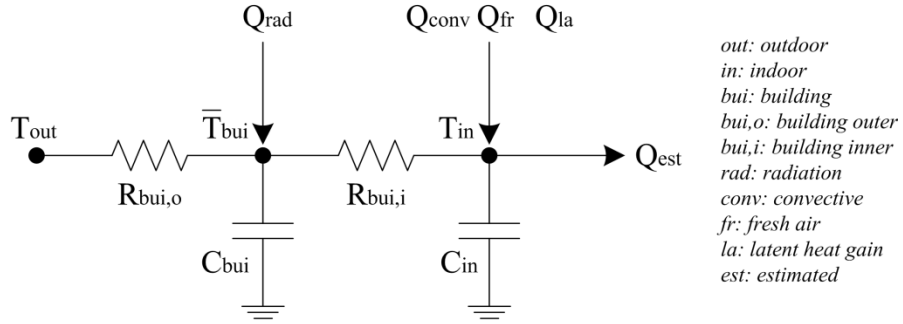 Qrad
Qconv Qfr Qla
Tout
T̅bui
Tin
Qest
Rbui,o
Rbui,i
Cbui
Cin
out: outdoor
in: indoor
bui: building
bui,o: building outer
bui,i: building inner
rad: radiation
conv: convective
fr: fresh air
la: latent heat gain
est: estimated